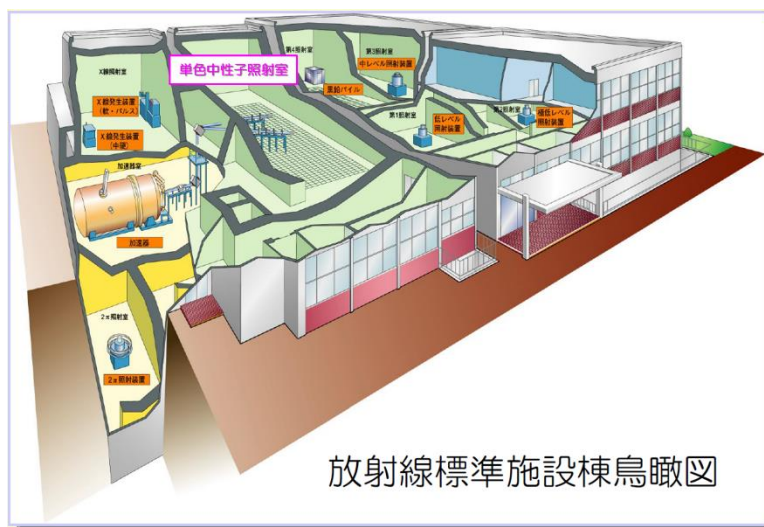 X線照射室
X線発生装置
(軟・パルス)
X線発生装置
(中硬)
単色中性子照射室
第4照射室
黒鉛パイル
第3照射室
中レベル照射装置
第1照射室
低レベル
照射装置
第2照射室
極低レベル
照射装置
加速器室
加速器
2π照射室
2π照射装置
放射線標準施設棟鳥瞰図